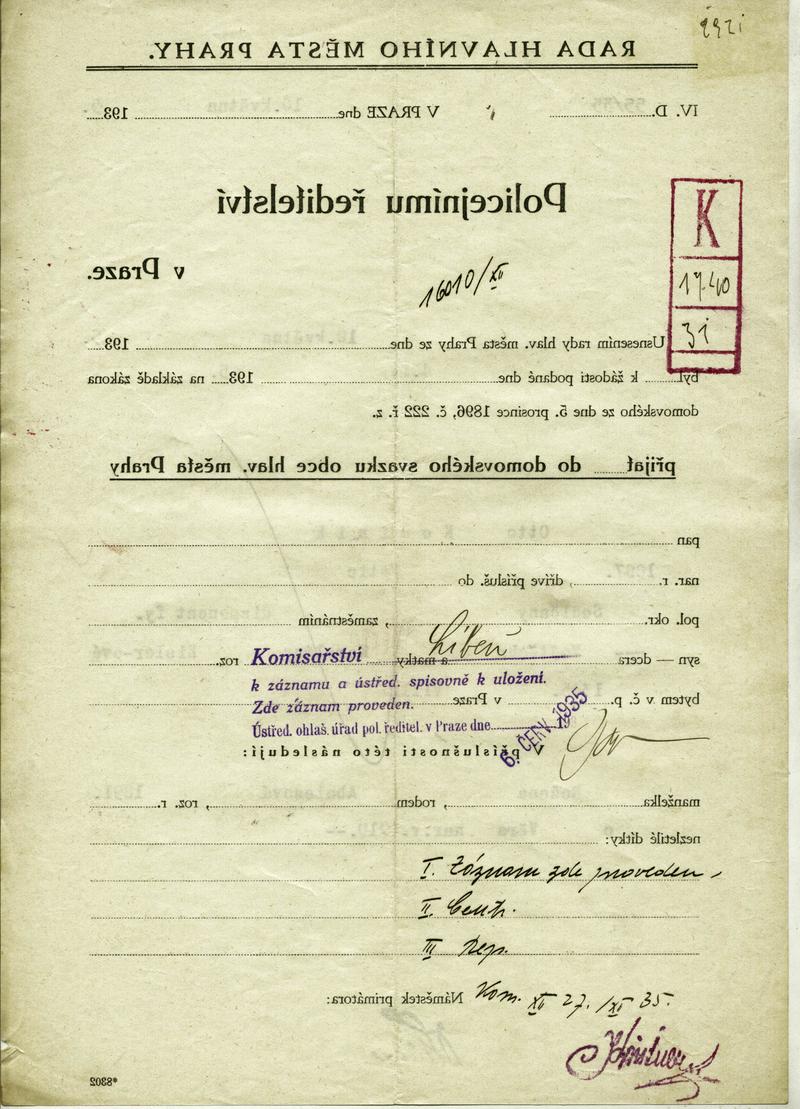 RADA HLAVNÍHO MĚSTA PRAHY.
IV. D. V PRAZE dne 193
Policejnímu ředitelství
v Praze.
K
17-40
31
16010/XII
Usnesením rady hlav. města Prahy ze dne 193
byl k žádosti podané dne 193 na základě zákona
domovského ze dne 5. prosince 1896, č. 222 ř. z.
přijat do domovského svazku obce hlav. města Prahy
pan
nar. r. , dříve přísluš. do
pol. okr. , zaměstnáním
Libeň
syn — dcera a matky roz.
Komisařství
k záznamu a ústřed. spisovně k uložení.
bytem v č. p. v Praze
Zde záznam proveden.
Ústřed. ohlaš. úřad pol. ředitel. v Praze dne 19
6. ČERV. 1935
V příslušnosti této následují:
manželka , rodem , roz. r.
nezletilé dítky:
I. Záznam zde proveden
II. Centr.
III Rep.
Náměstek primátora:
Kom. XII 27. /XI 35.
*8302